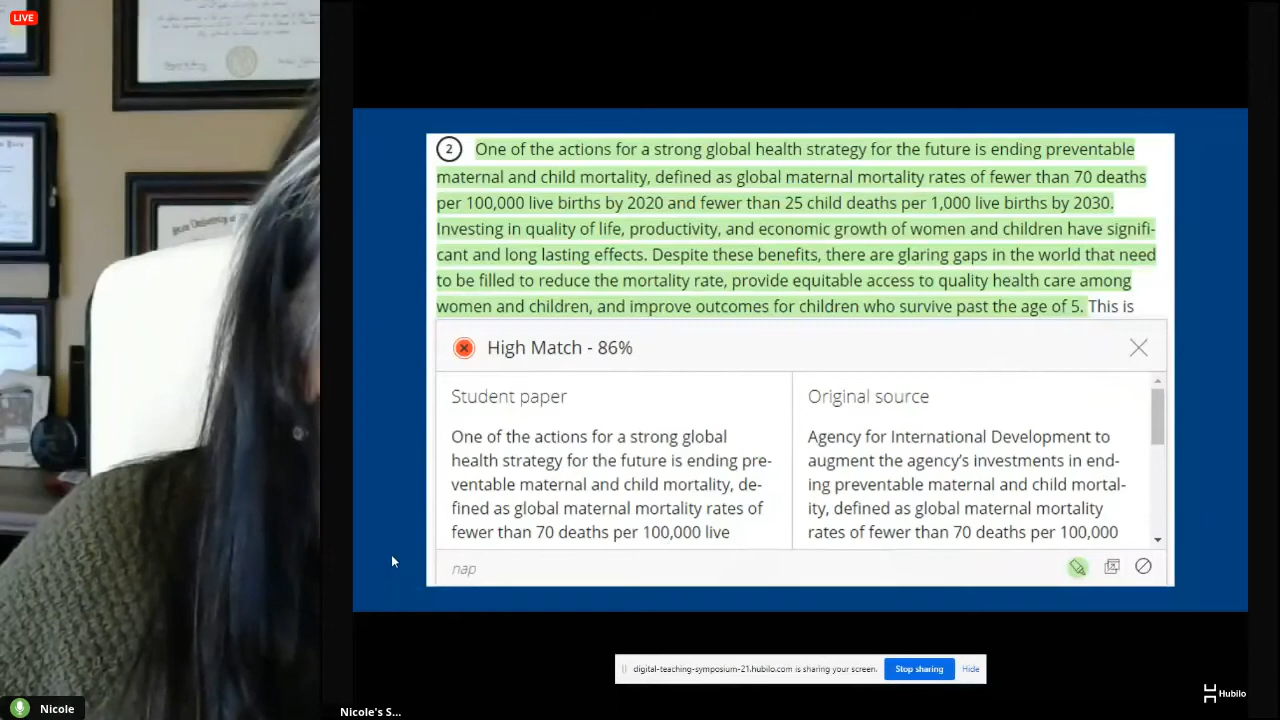 LIVE
2 One of the actions for a strong global health strategy for the future is ending preventable
maternal and child mortality, defined as global maternal mortality rates of fewer than 70 deaths
per 100,000 live births by 2020 and fewer than 25 child deaths per 1,000 live births by 2030.
Investing in quality of life, productivity, and economic growth of women and children have signifi-
cant and long lasting effects. Despite these benefits, there are glaring gaps in the world that need
to be filled to reduce the mortality rate, provide equitable access to quality health care among
women and children, and improve outcomes for children who survive past the age of 5. This is
High Match - 86%
Student paper
One of the actions for a strong global
health strategy for the future is ending pre-
ventable maternal and child mortality, de-
fined as global maternal mortality rates of
fewer than 70 deaths per 100,000 live
Original source
Agency for International Development to
augment the agency’s investments in end-
ing preventable maternal and child mortal-
ity, defined as global maternal mortality
rates of fewer than 70 deaths per 100,000
nap
digital-teaching-symposium-21.hubilo.com is sharing your screen.
Stop sharing
Hide
Hubilo
Nicole
Nicole's S...